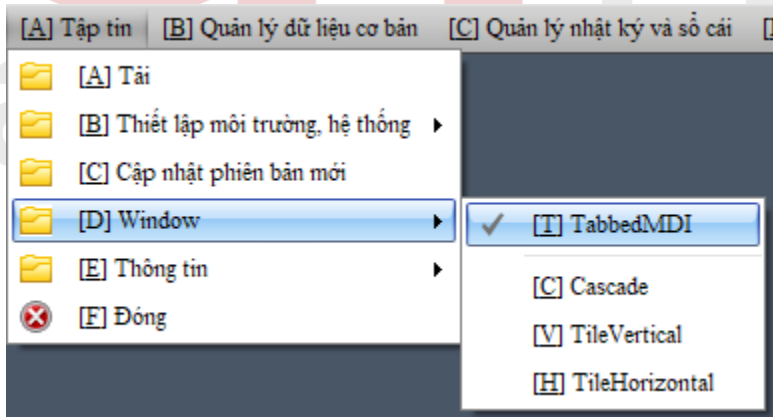 [A] Tập tin [B] Quản lý dữ liệu cơ bản [C] Quản lý nhật ký và sổ cái
[A] Tải
[B] Thiết lập môi trường, hệ thống
[C] Cập nhật phiên bản mới
[D] Window
[T] TabbedMDI
[E] Thông tin
[C] Cascade
[F] Đóng
[V] TileVertical
[H] TileHorizontal